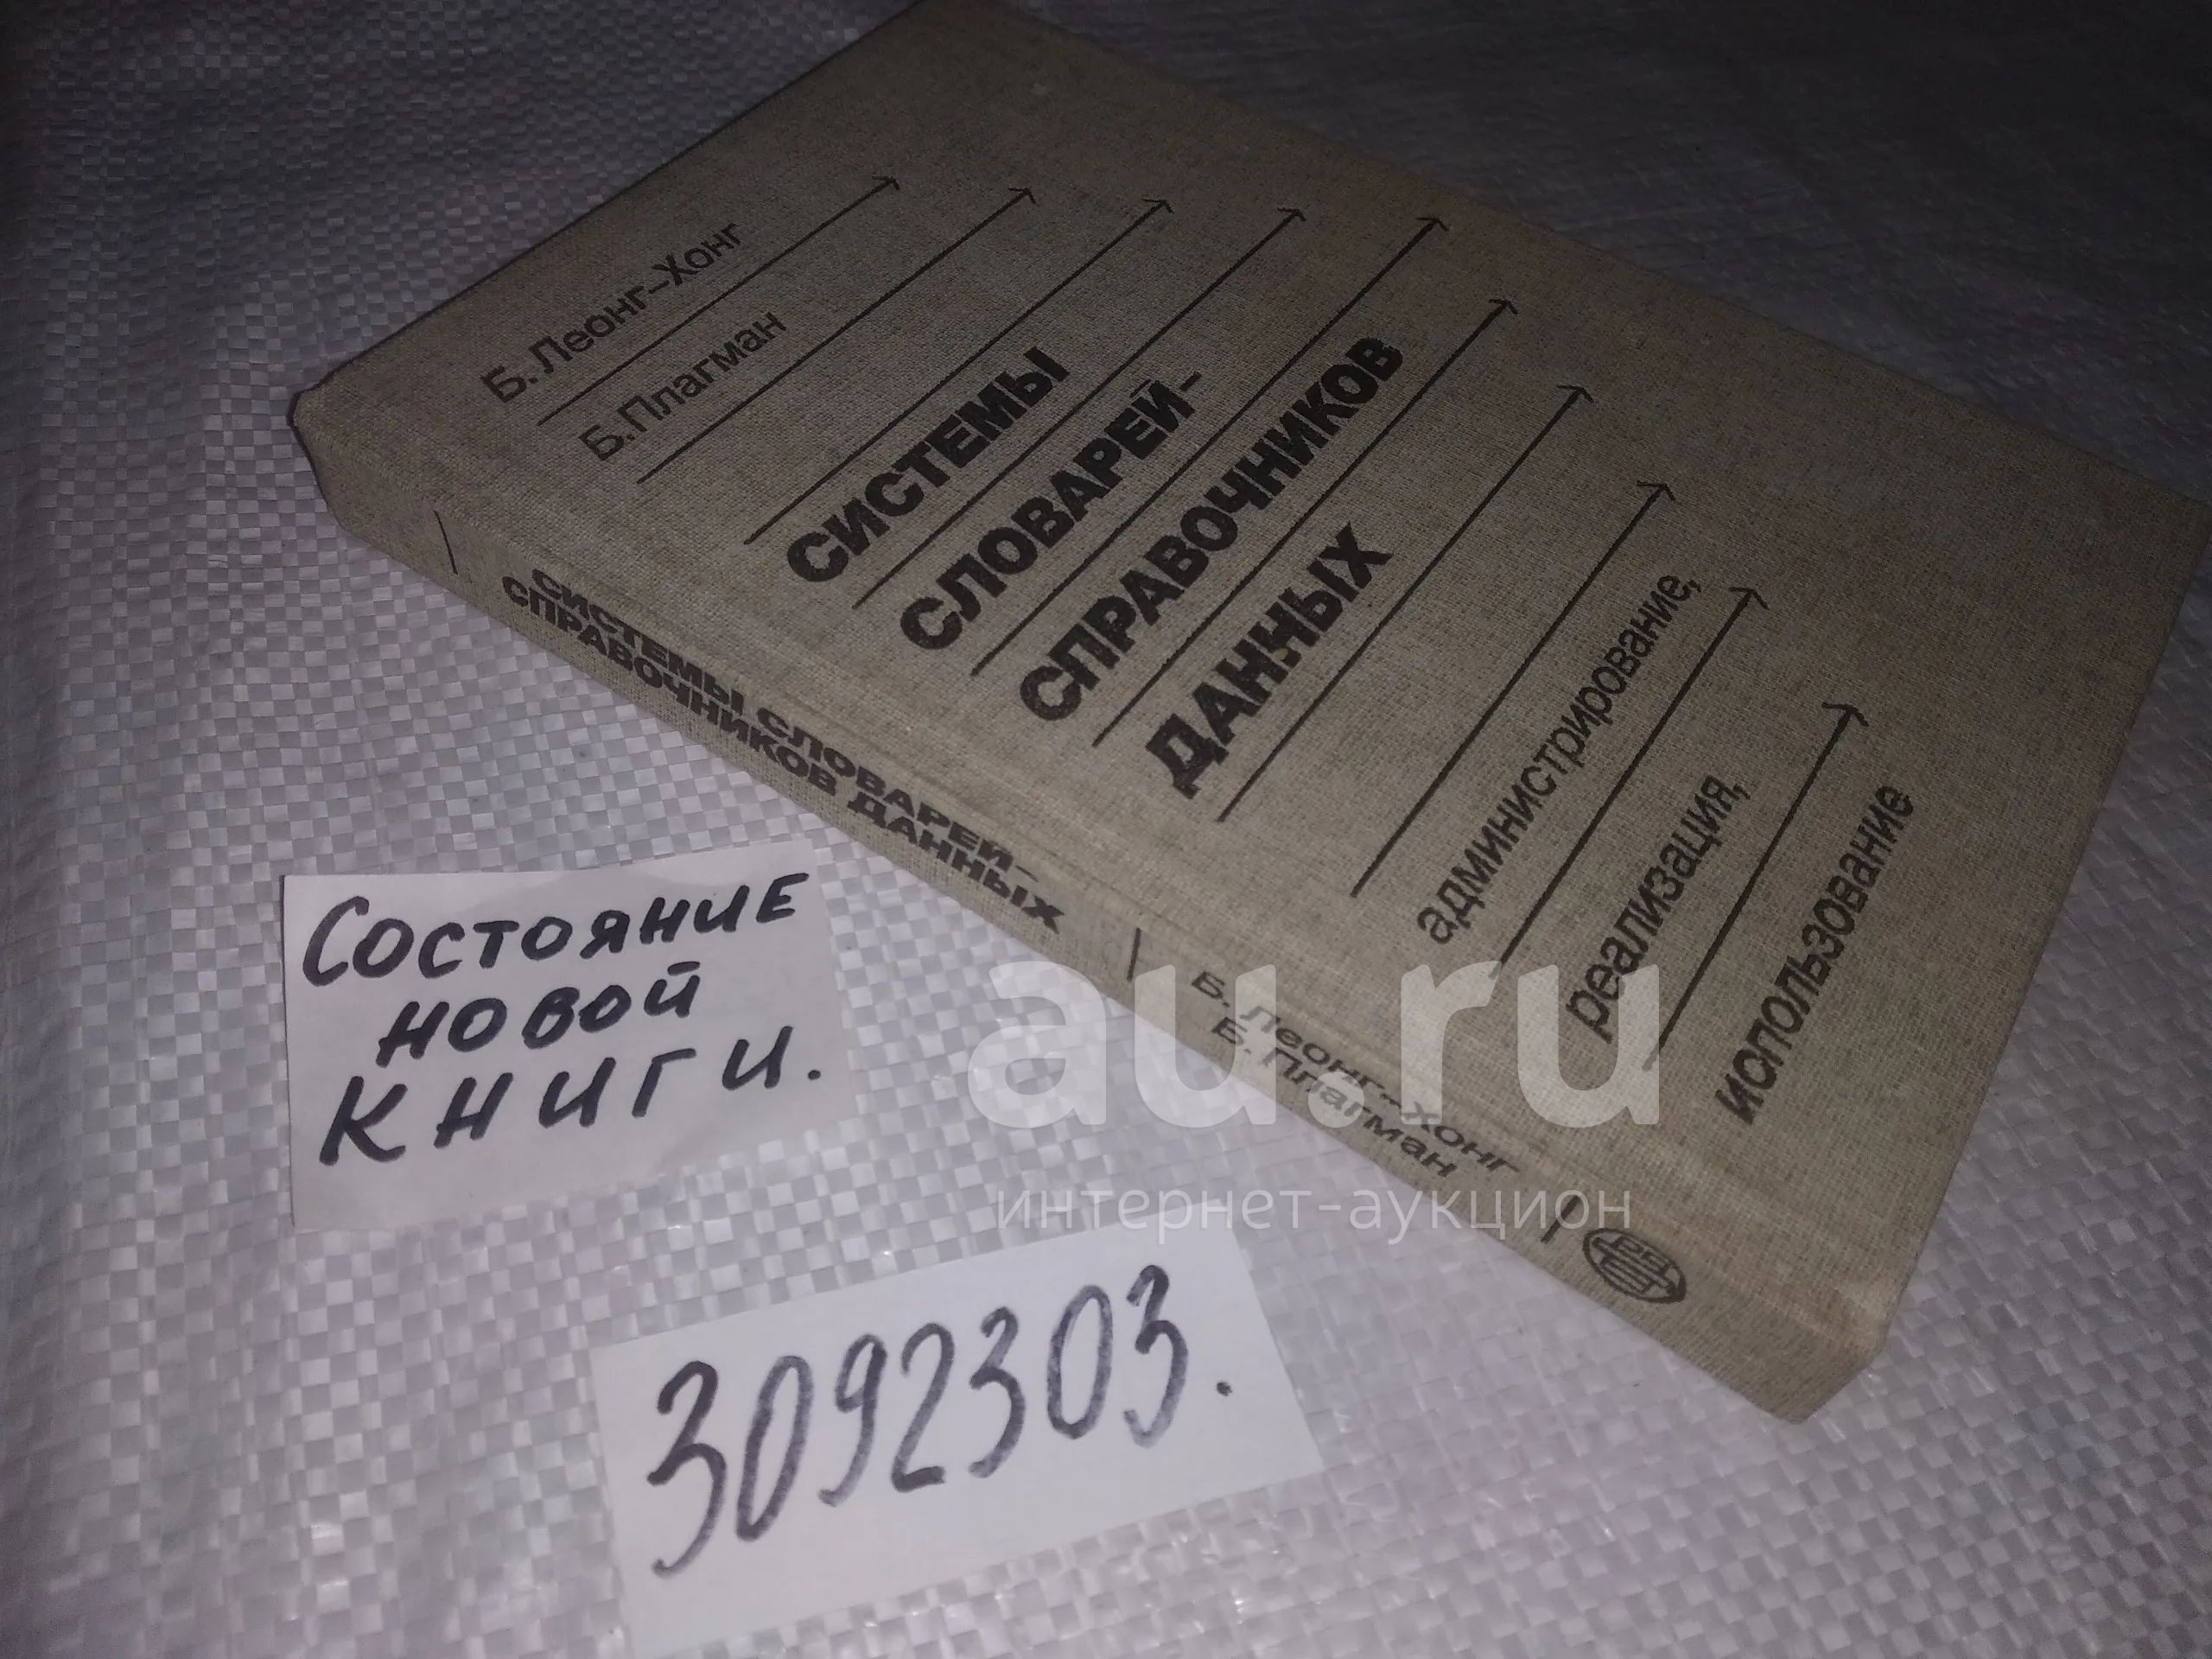 Б. Леонг-Хонг
Б. Плагман
СИСТЕМЫ
СЛОВАРЕЙ-
СПРАВОЧНИКОВ
ДАННЫХ
администрирование,
реализация,
использование
СИСТЕМЫ СЛОВАРЕЙ-
СПРАВОЧНИКОВ ДАННЫХ
Б. Леонг-Хонг
Б. Плагман
СОСТОЯНИЕ
НОВОЙ
КНИГИ.
3092303.
au.ru
интернет-аукцион